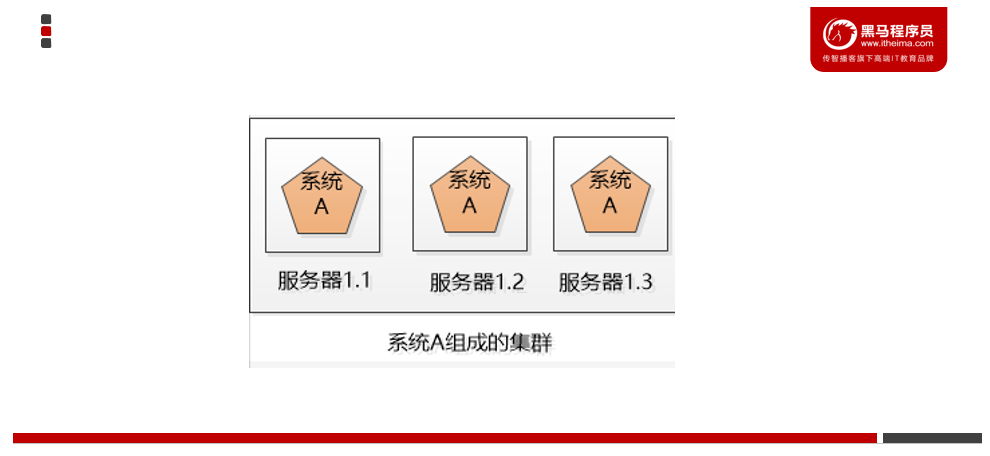 黑马程序员
www.itheima.com
传智播客旗下高端IT教育品牌
系统
A
系统
A
系统
A
服务器1.1
服务器1.2
服务器1.3
系统A组成的集群